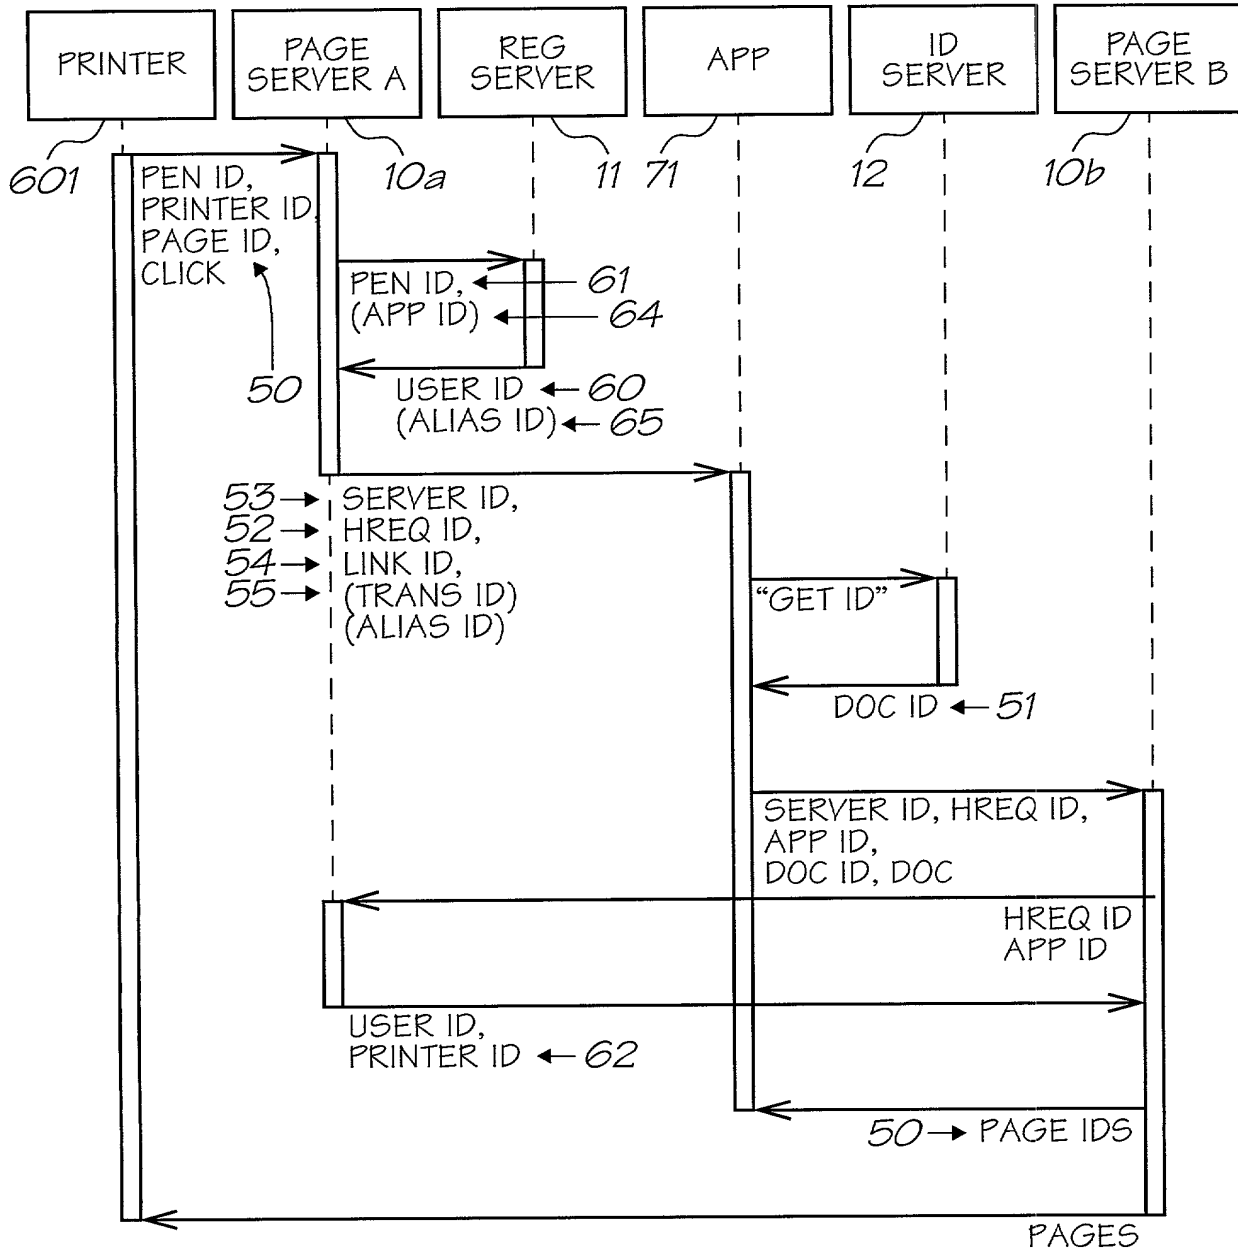 PRINTER
PAGE
SERVER A
REG
SERVER
APP
ID
SERVER
PAGE
SERVER B
601
10a
11
71
12
10b
PEN ID,
PRINTER ID,
PAGE ID,
CLICK
50
PEN ID,
61
(APP ID)
64
USER ID
60
(ALIAS ID)
65
53
SERVER ID,
52
HREQ ID,
54
LINK ID,
55
(TRANS ID)
(ALIAS ID)
“GET ID”
DOC ID
51
SERVER ID, HREQ ID,
APP ID,
DOC ID, DOC
HREQ ID
APP ID
USER ID,
PRINTER ID
62
50
PAGE IDS
PAGES